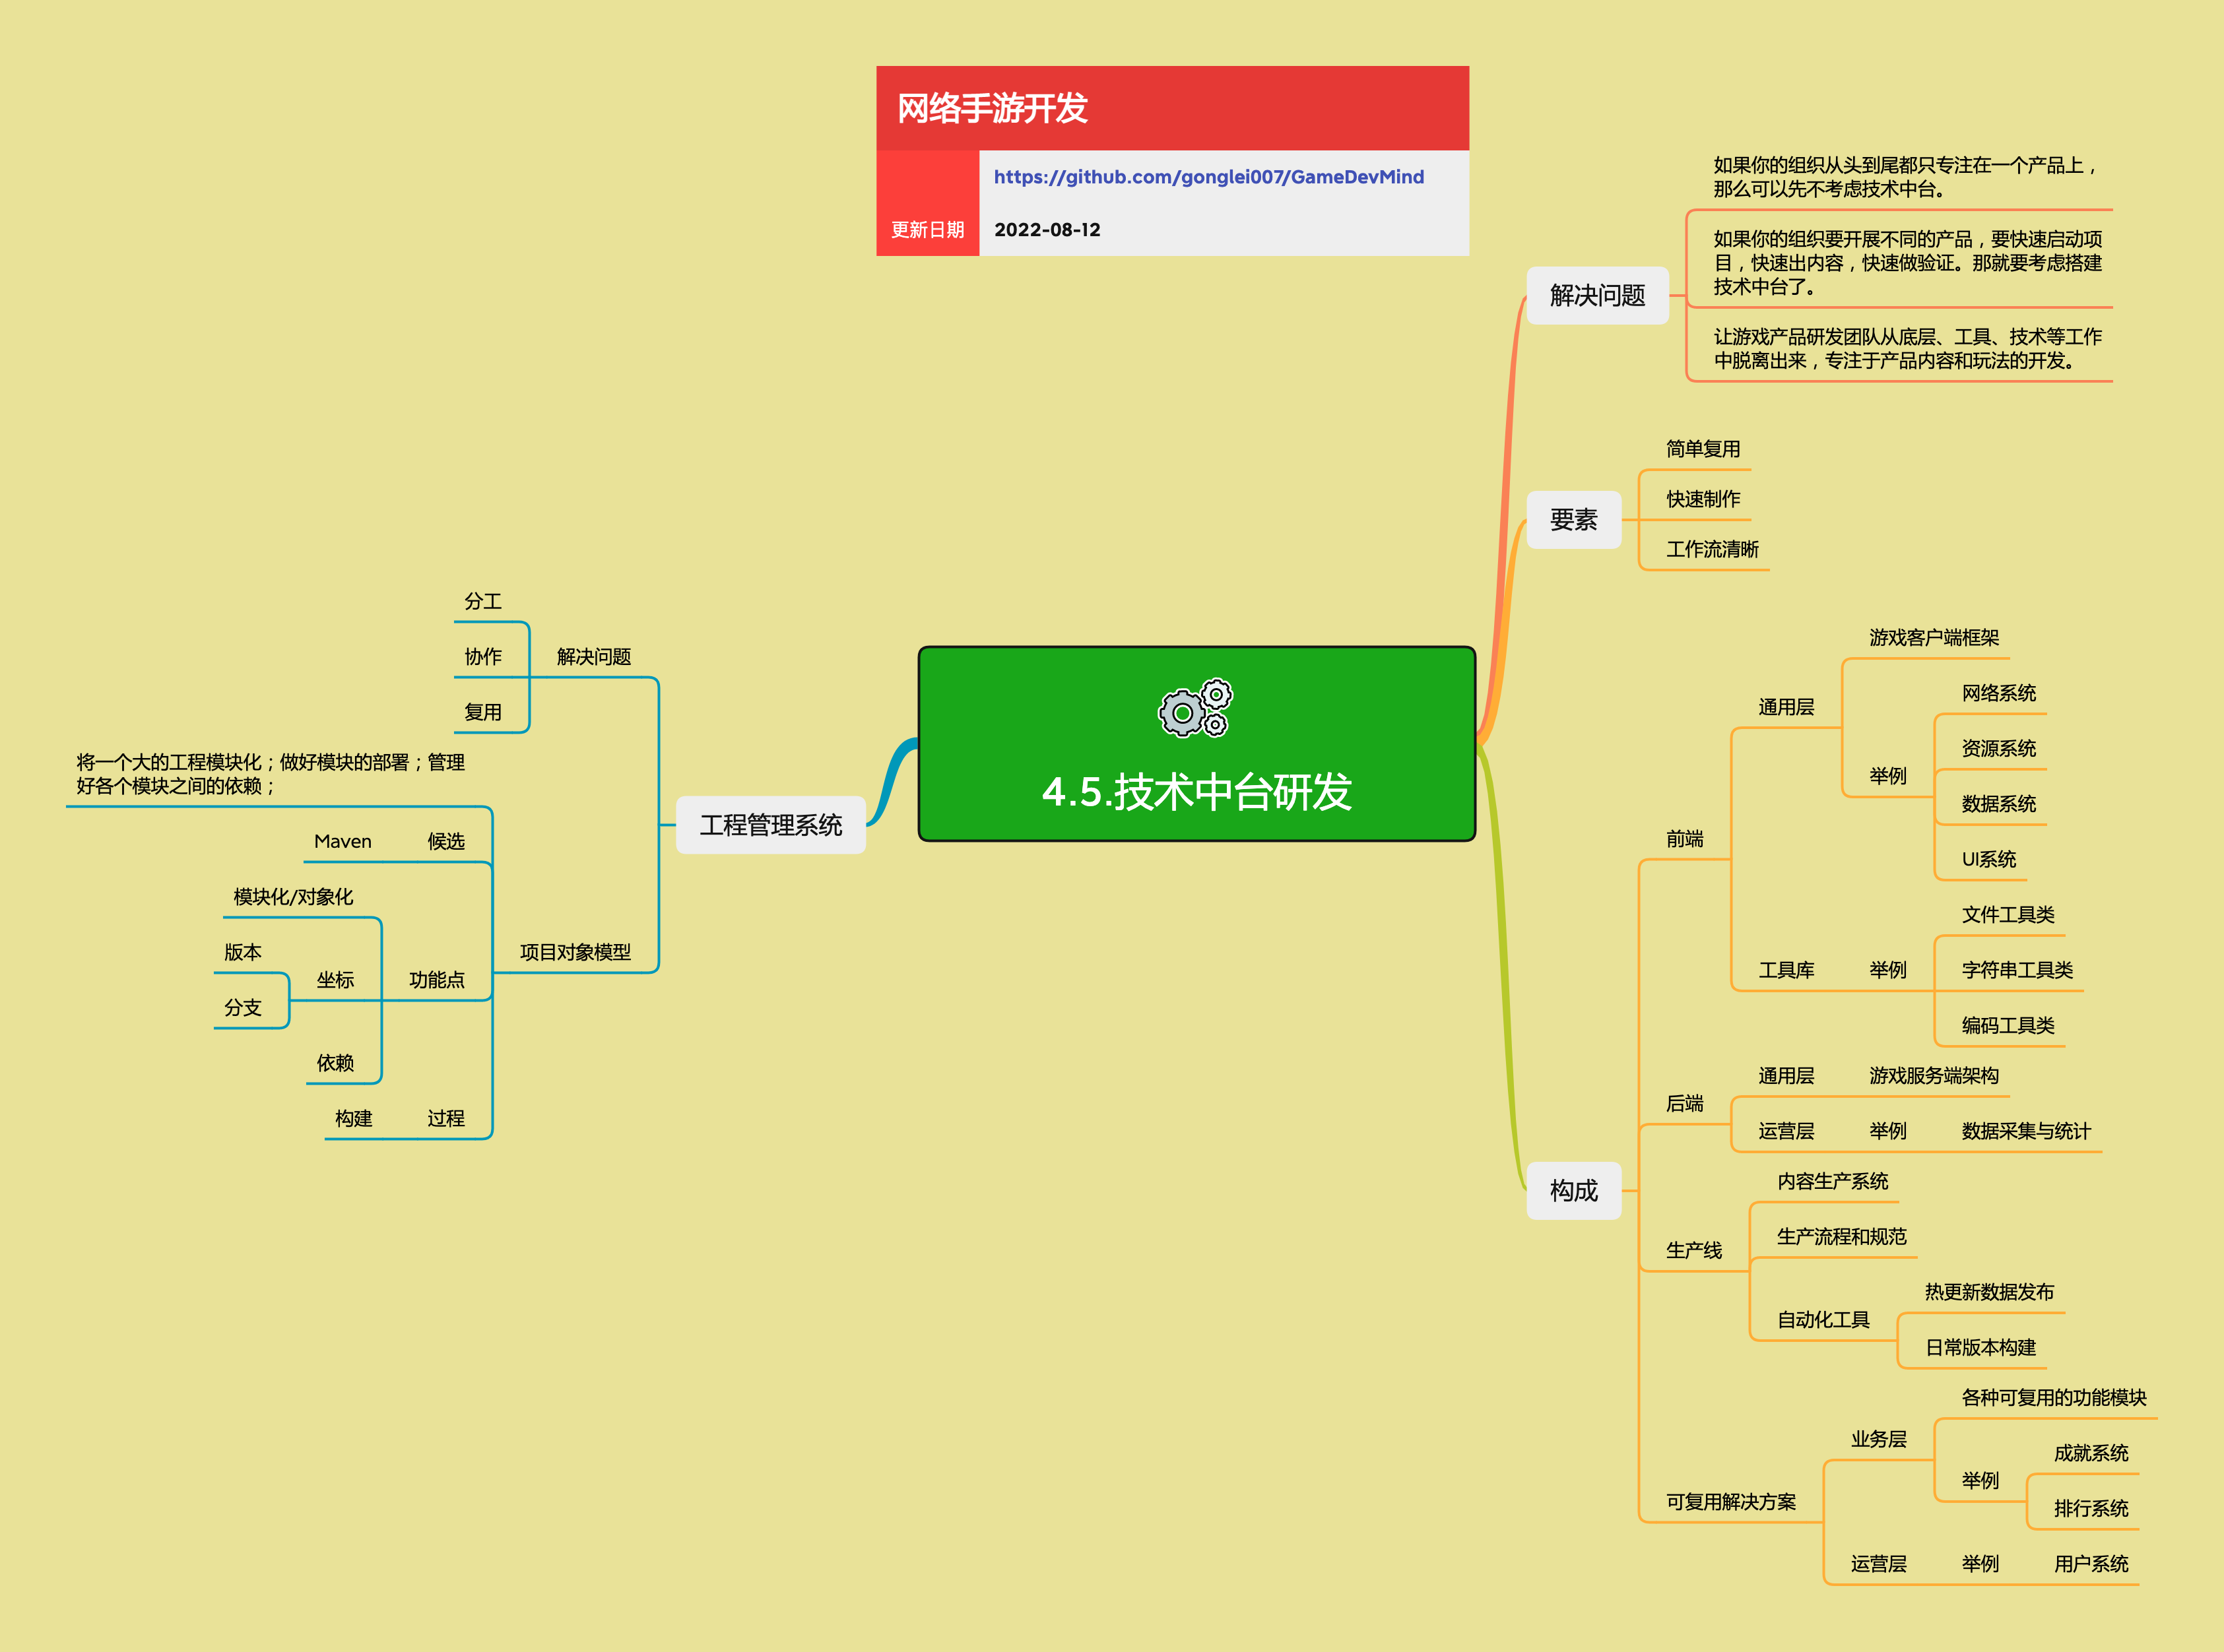 网络手游开发
https://github.com/gonglei007/GameDevMind
更新日期
2022-08-12
4.5.技术中台研发
解决问题
如果你的组织从头到尾都只专注在一个产品上，
那么可以先不考虑技术中台。
如果你的组织要开展不同的产品，要快速启动项
目，快速出内容，快速做验证。那就要考虑搭建
技术中台了。
让游戏产品研发团队从底层、工具、技术等工作
中脱离出来，专注于产品内容和玩法的开发。
要素
简单复用
快速制作
工作流清晰
构成
前端
通用层
游戏客户端框架
举例
网络系统
资源系统
数据系统
UI系统
工具库
举例
文件工具类
字符串工具类
编码工具类
后端
通用层
游戏服务端架构
运营层
举例
数据采集与统计
生产线
内容生产系统
生产流程和规范
自动化工具
热更新数据发布
日常版本构建
可复用解决方案
业务层
各种可复用的功能模块
举例
成就系统
排行系统
运营层
举例
用户系统
工程管理系统
解决问题
分工
协作
复用
项目对象模型
将一个大的工程模块化；做好模块的部署；管理
好各个模块之间的依赖；
候选
Maven
功能点
模块化/对象化
坐标
版本
分支
依赖
过程
构建